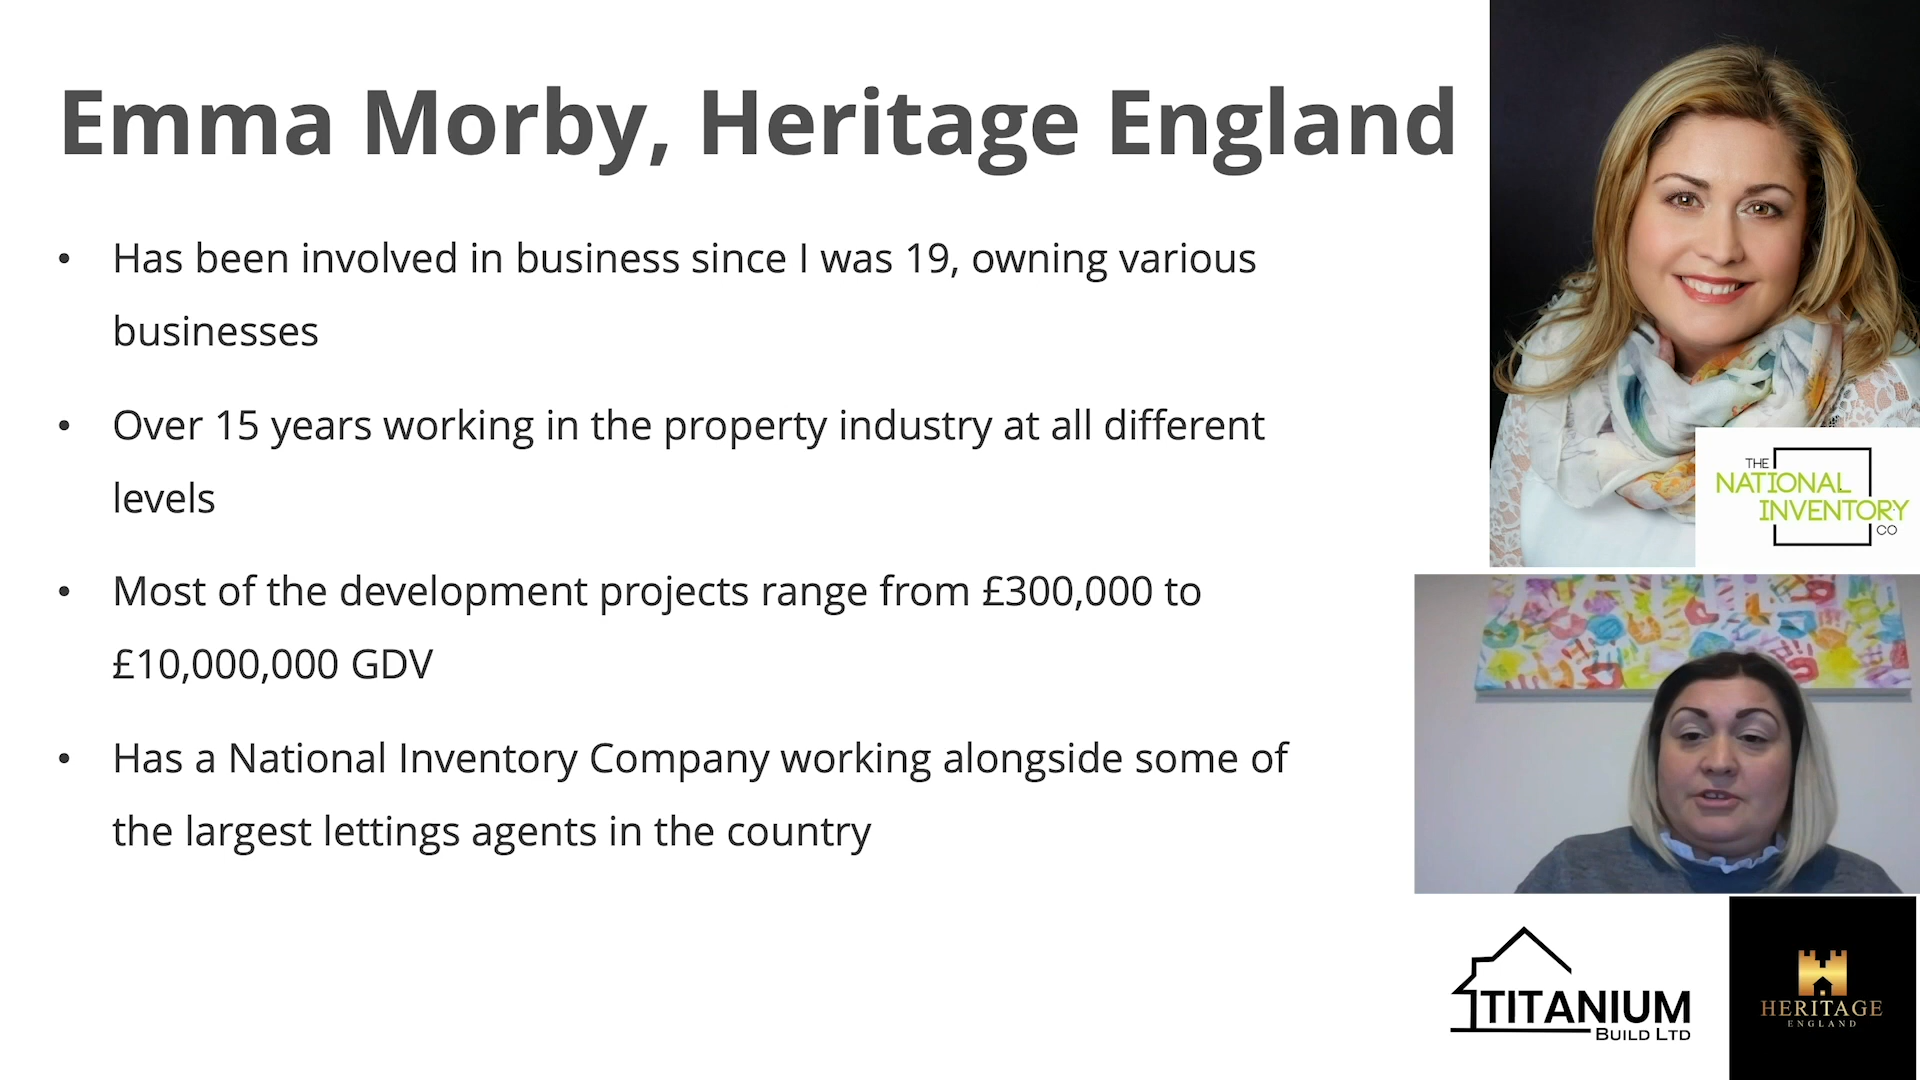 Emma Morby, Heritage England
• Has been involved in business since I was 19, owning various
businesses
• Over 15 years working in the property industry at all different
levels
• Most of the development projects range from £300,000 to
£10,000,000 GDV
• Has a National Inventory Company working alongside some of
the largest lettings agents in the country
THE
NATIONAL
INVENTORY
CO
TITANIUM
BUILD LTD
HERITAGE
ENGLAND